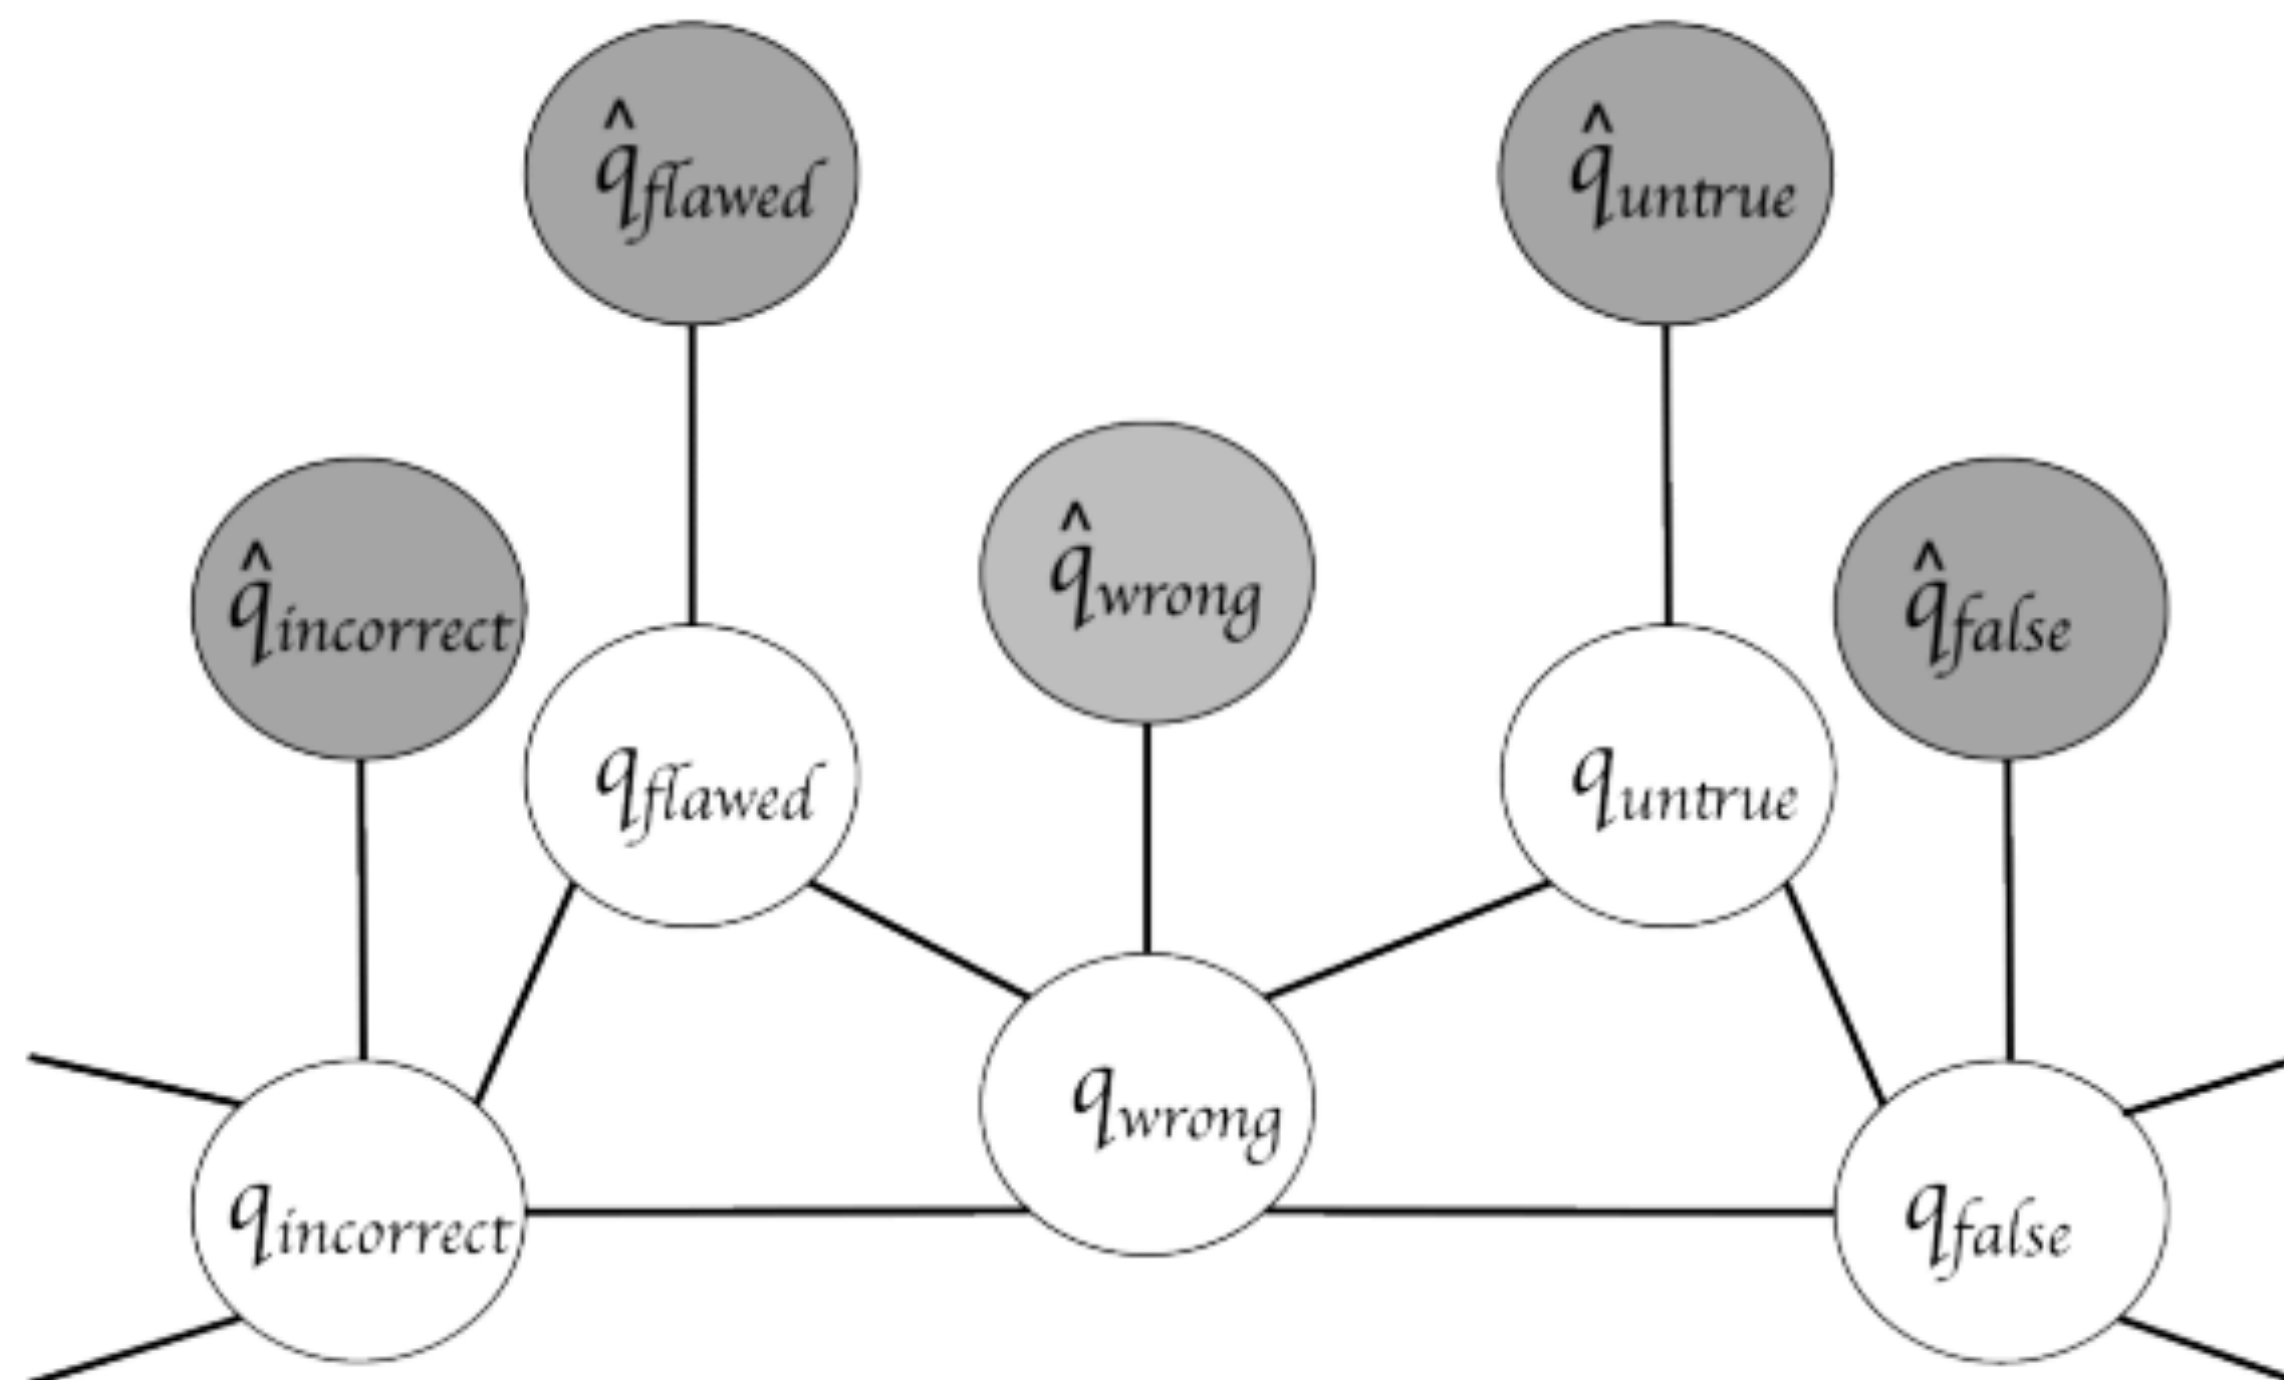 q̂flawed
q̂untrue
q̂incorrect
q̂wrong
q̂false
qflawed
quntrue
qincorrect
qwrong
qfalse